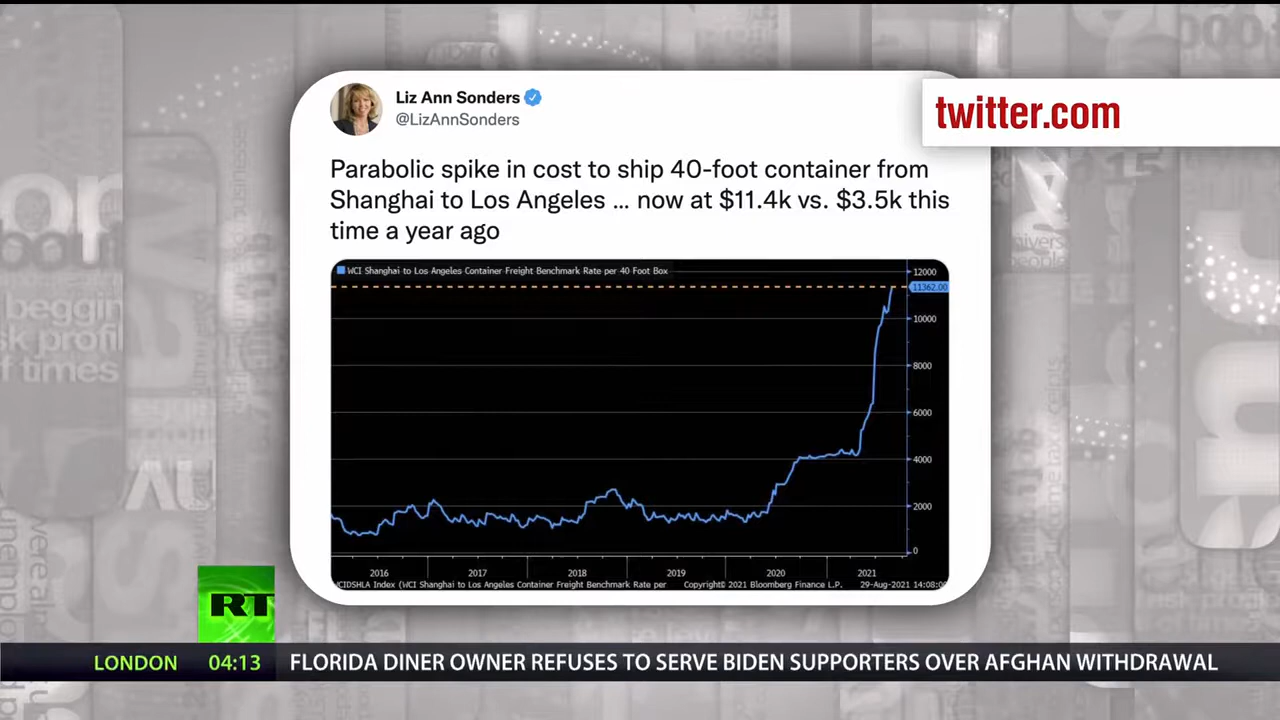 Liz Ann Sonders
@LizAnnSonders
twitter.com
Parabolic spike in cost to ship 40-foot container from
Shanghai to Los Angeles ... now at $11.4k vs. $3.5k this
time a year ago
WCI Shanghai to Los Angeles Container Freight Benchmark Rate per 40 Foot Box
12000
11362.00
10000
8000
6000
4000
2000
0
2016 2017 2018 2019 2020 2021
WCIDSHLA Index (WCI Shanghai to Los Angeles Container Freight Benchmark Rate per Copyright© 2021 Bloomberg Finance L.P. 29-Aug-2021 14:08:0
RT
LONDON 04:13 FLORIDA DINER OWNER REFUSES TO SERVE BIDEN SUPPORTERS OVER AFGHAN WITHDRAWAL
beggin
sk profi
of times